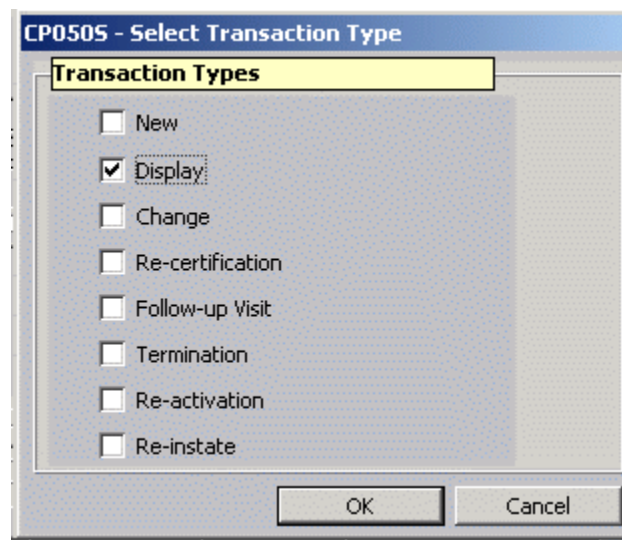 CP050S - Select Transaction Type
Transaction Types
New
Display
Change
Re-certification
Follow-up Visit
Termination
Re-activation
Re-instate
OK Cancel